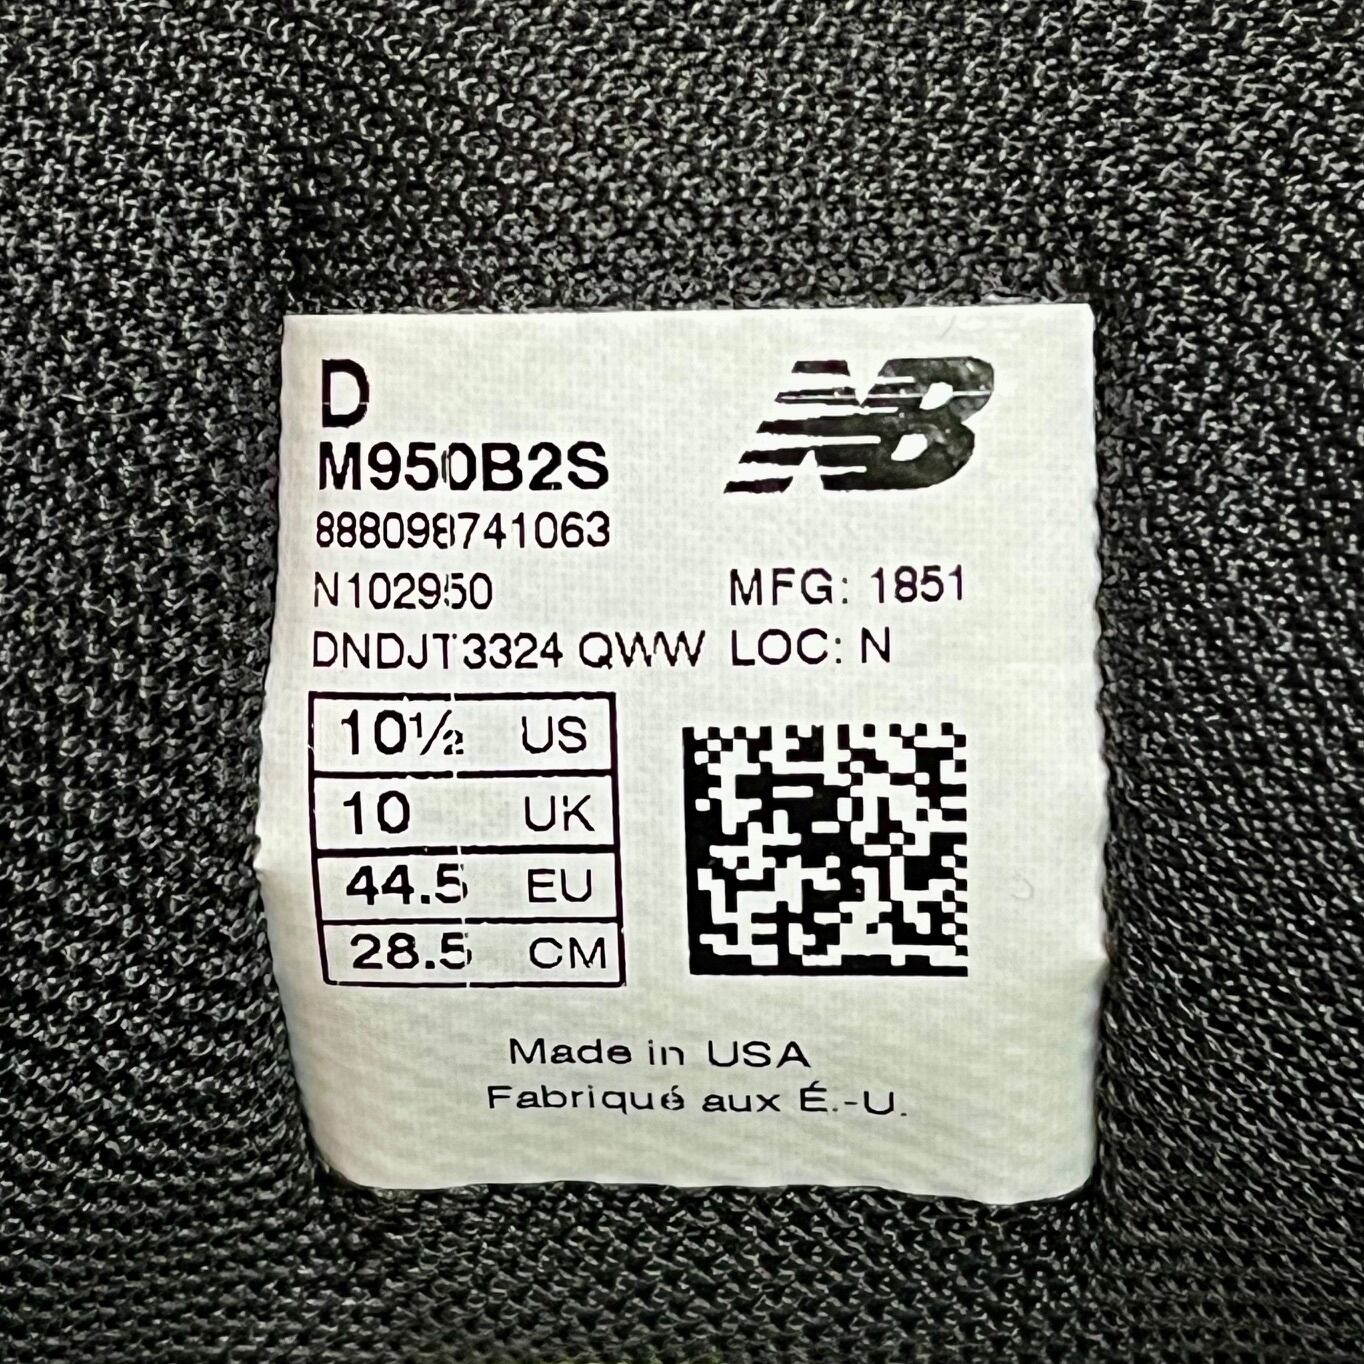 D
NB
M950B2S
888098741063
N102950
MFG: 1851
DNDJT3324 QWW
LOC: N
10½ US
10 UK
44.5 EU
28.5 CM
Made in USA
Fabriqué aux É.-U.